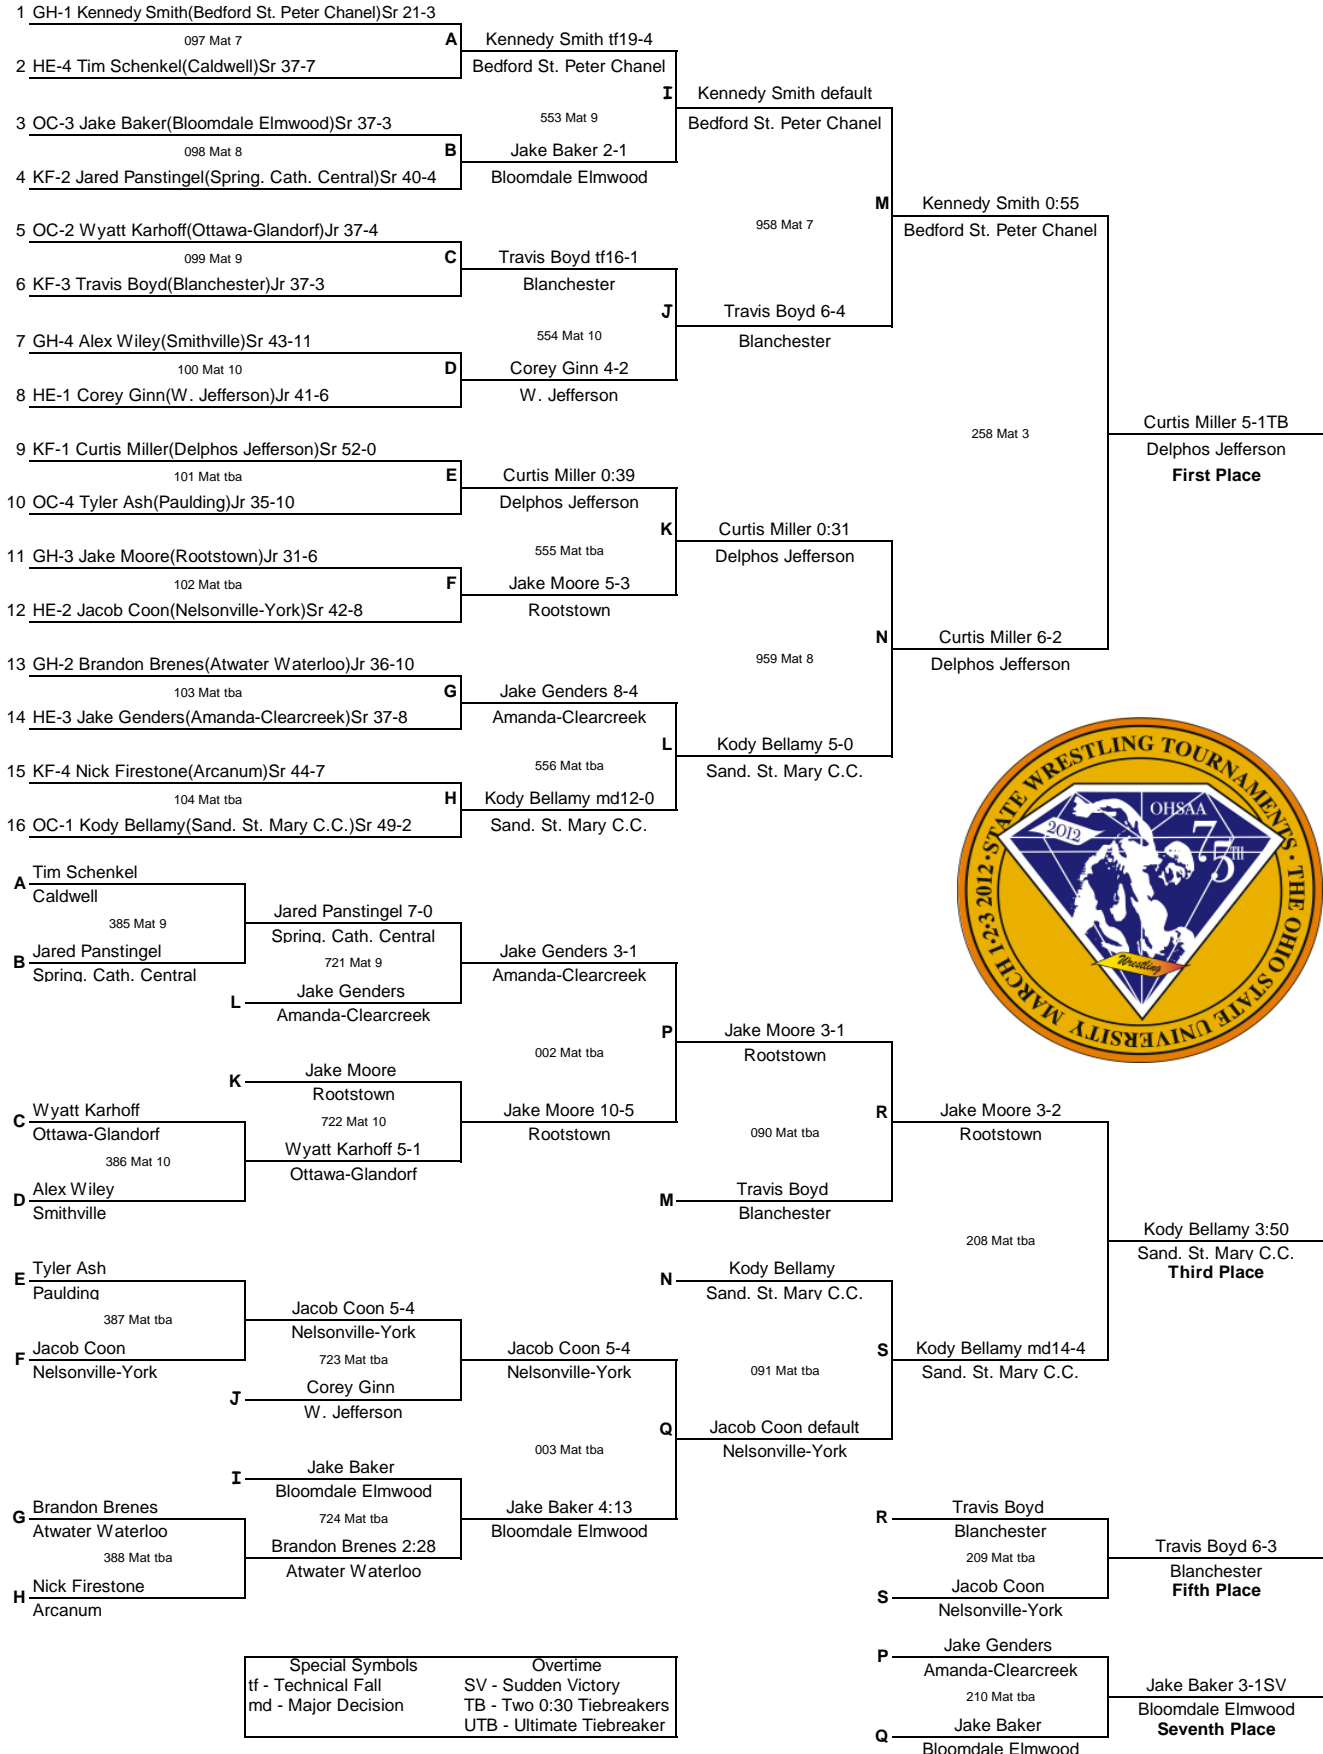 1 GH-1 Kennedy Smith(Bedford St. Peter Chanel)Sr 21-3
097 Mat 7
A
2 HE-4 Tim Schenkel(Caldwell)Sr 37-7
Kennedy Smith tf19-4
Bedford St. Peter Chanel
3 OC-3 Jake Baker(Bloomdale Elmwood)Sr 37-3
098 Mat 8
B
4 KF-2 Jared Panstingel(Spring. Cath. Central)Sr 40-4
553 Mat 9
I
Jake Baker 2-1
Bloomdale Elmwood
Kennedy Smith default
Bedford St. Peter Chanel
5 OC-2 Wyatt Karhoff(Ottawa-Glandorf)Jr 37-4
099 Mat 9
C
6 KF-3 Travis Boyd(Blanchester)Jr 37-3
Travis Boyd tf16-1
Blanchester
7 GH-4 Alex Wiley(Smithville)Sr 43-11
100 Mat 10
D
8 HE-1 Corey Ginn(W. Jefferson)Jr 41-6
554 Mat 10
J
Corey Ginn 4-2
W. Jefferson
Travis Boyd 6-4
Blanchester
958 Mat 7
M
Kennedy Smith 0:55
Bedford St. Peter Chanel
9 KF-1 Curtis Miller(Delphos Jefferson)Sr 52-0
101 Mat tba
E
10 OC-4 Tyler Ash(Paulding)Jr 35-10
Curtis Miller 0:39
Delphos Jefferson
11 GH-3 Jake Moore(Rootstown)Jr 31-6
102 Mat tba
F
12 HE-2 Jacob Coon(Nelsonville-York)Sr 42-8
555 Mat tba
K
Jake Moore 5-3
Rootstown
Curtis Miller 0:31
Delphos Jefferson
13 GH-2 Brandon Brenes(Atwater Waterloo)Jr 36-10
103 Mat tba
G
14 HE-3 Jake Genders(Amanda-Clearcreek)Sr 37-8
Jake Genders 8-4
Amanda-Clearcreek
15 KF-4 Nick Firestone(Arcanum)Sr 44-7
104 Mat tba
H
16 OC-1 Kody Bellamy(Sand. St. Mary C.C.)Sr 49-2
556 Mat tba
L
Kody Bellamy md12-0
Sand. St. Mary C.C.
Kody Bellamy 5-0
Sand. St. Mary C.C.
959 Mat 8
N
Curtis Miller 6-2
Delphos Jefferson
258 Mat 3
Curtis Miller 5-1TB
Delphos Jefferson
First Place
STATE WRESTLING TOURNAMENTS · THE OHIO STATE UNIVERSITY MARCH 1-2-3 2012 ·
OHSAA
2012
75TH
Wrestling
A
Tim Schenkel
Caldwell
385 Mat 9
B
Jared Panstingel
Spring. Cath. Central
Jared Panstingel 7-0
Spring. Cath. Central
721 Mat 9
L
Jake Genders
Amanda-Clearcreek
Jake Genders 3-1
Amanda-Clearcreek
K
Jake Moore
Rootstown
722 Mat 10
C
Wyatt Karhoff
Ottawa-Glandorf
386 Mat 10
D
Alex Wiley
Smithville
Wyatt Karhoff 5-1
Ottawa-Glandorf
Jake Moore 10-5
Rootstown
002 Mat tba
P
Jake Moore 3-1
Rootstown
090 Mat tba
R
M
Travis Boyd
Blanchester
Jake Moore 3-2
Rootstown
E
Tyler Ash
Paulding
387 Mat tba
F
Jacob Coon
Nelsonville-York
Jacob Coon 5-4
Nelsonville-York
723 Mat tba
J
Corey Ginn
W. Jefferson
Jacob Coon 5-4
Nelsonville-York
I
Jake Baker
Bloomdale Elmwood
724 Mat tba
G
Brandon Brenes
Atwater Waterloo
388 Mat tba
H
Nick Firestone
Arcanum
Brandon Brenes 2:28
Atwater Waterloo
Jake Baker 4:13
Bloomdale Elmwood
003 Mat tba
Q
N
Kody Bellamy
Sand. St. Mary C.C.
091 Mat tba
S
Jacob Coon default
Nelsonville-York
Kody Bellamy md14-4
Sand. St. Mary C.C.
208 Mat tba
Kody Bellamy 3:50
Sand. St. Mary C.C.
Third Place
R
Travis Boyd
Blanchester
209 Mat tba
S
Jacob Coon
Nelsonville-York
Travis Boyd 6-3
Blanchester
Fifth Place
P
Jake Genders
Amanda-Clearcreek
210 Mat tba
Q
Jake Baker
Bloomdale Elmwood
Jake Baker 3-1SV
Bloomdale Elmwood
Seventh Place
Special Symbols
tf - Technical Fall
md - Major Decision
Overtime
SV - Sudden Victory
TB - Two 0:30 Tiebreakers
UTB - Ultimate Tiebreaker